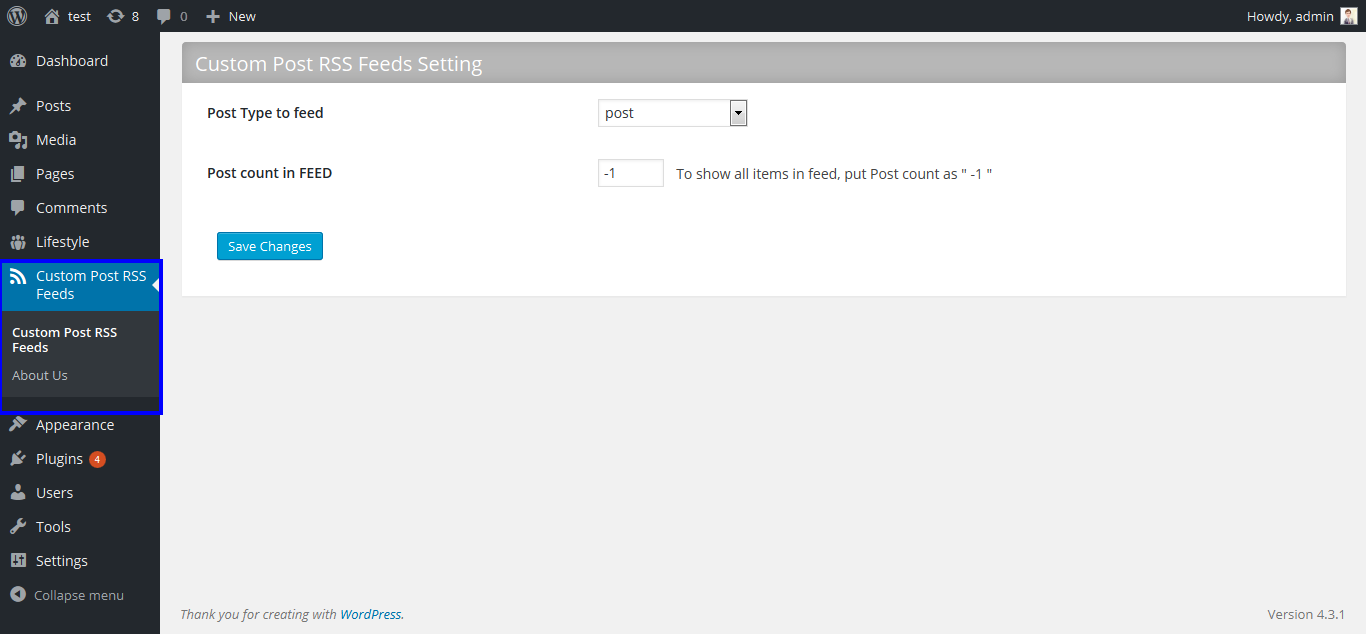 test 8 0 New Howdy, admin
Dashboard
Posts
Media
Pages
Comments
Lifestyle
Custom Post RSS
Feeds
Custom Post RSS
Feeds
About Us
Appearance
Plugins 4
Users
Tools
Settings
Collapse menu
Custom Post RSS Feeds Setting
Post Type to feed post
Post count in FEED -1 To show all items in feed, put Post count as " -1 "
Save Changes
Thank you for creating with WordPress. Version 4.3.1